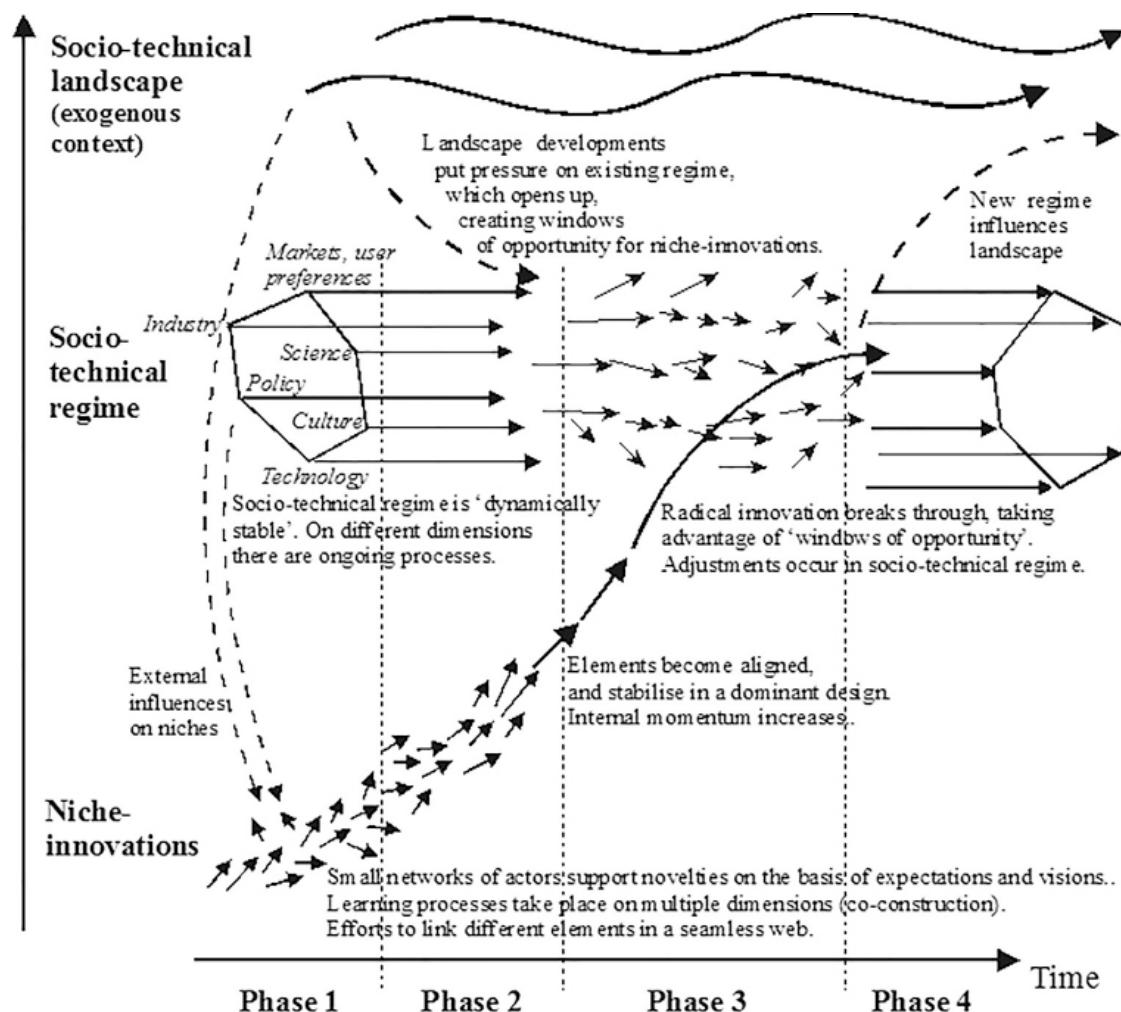 Socio-technical
landscape
(exogenous
context)
Landscape developments
put pressure on existing regime,
which opens up,
creating windows
of opportunity for niche-innovations.
New regime
influences
landscape
Markets, user
preferences
Industry
Science
Policy
Culture
Technology
Socio-
technical
regime
Socio-technical regime is ‘dynamically
stable’. On different dimensions
there are ongoing processes.
Radical innovation breaks through, taking
advantage of ‘windows of opportunity’.
Adjustments occur in socio-technical regime.
External
influences
on niches
Elements become aligned,
and stabilise in a dominant design.
Internal momentum increases..
Niche-
innovations
Small networks of actors support novelties on the basis of expectations and visions..
Learning processes take place on multiple dimensions (co-construction).
Efforts to link different elements in a seamless web.
Time
Phase 1
Phase 2
Phase 3
Phase 4